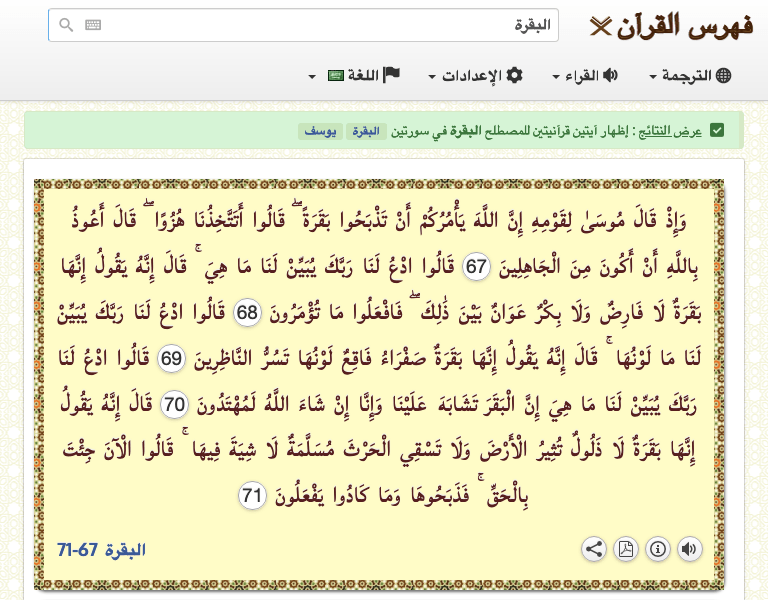 فهرس القرآن
البقرة
الترجمة القراء الإعدادات اللغة
عرض النتائج : إظهار آيتين قرآنيتين للمصطلح البقرة في سورتين البقرة يوسف
وَإِذْ قَالَ مُوسَىٰ لِقَوْمِهِ إِنَّ اللَّهَ يَأْمُرُكُمْ أَنْ تَذْبَحُوا بَقَرَةً ۖ قَالُوا أَتَتَّخِذُنَا هُزُوًا ۖ قَالَ أَعُوذُ
بِاللَّهِ أَنْ أَكُونَ مِنَ الْجَاهِلِينَ 67 قَالُوا ادْعُ لَنَا رَبَّكَ يُبَيِّنْ لَنَا مَا هِيَ ۚ قَالَ إِنَّهُ يَقُولُ إِنَّهَا
بَقَرَةٌ لَا فَارِضٌ وَلَا بِكْرٌ عَوَانٌ بَيْنَ ذَٰلِكَ ۖ فَافْعَلُوا مَا تُؤْمَرُونَ 68 قَالُوا ادْعُ لَنَا رَبَّكَ يُبَيِّنْ
لَنَا مَا لَوْنُهَا ۚ قَالَ إِنَّهُ يَقُولُ إِنَّهَا بَقَرَةٌ صَفْرَاءُ فَاقِعٌ لَوْنُهَا تَسُرُّ النَّاظِرِينَ 69 قَالُوا ادْعُ لَنَا
رَبَّكَ يُبَيِّنْ لَنَا مَا هِيَ إِنَّ الْبَقَرَ تَشَابَهَ عَلَيْنَا وَإِنَّا إِنْ شَاءَ اللَّهُ لَمُهْتَدُونَ 70 قَالَ إِنَّهُ يَقُولُ
إِنَّهَا بَقَرَةٌ لَا ذَلُولٌ تُثِيرُ الْأَرْضَ وَلَا تَسْقِي الْحَرْثَ مُسَلَّمَةٌ لَا شِيَةَ فِيهَا ۚ قَالُوا الْآنَ جِئْتَ
بِالْحَقِّ ۚ فَذَبَحُوهَا وَمَا كَادُوا يَفْعَلُونَ 71
البقرة 67-71